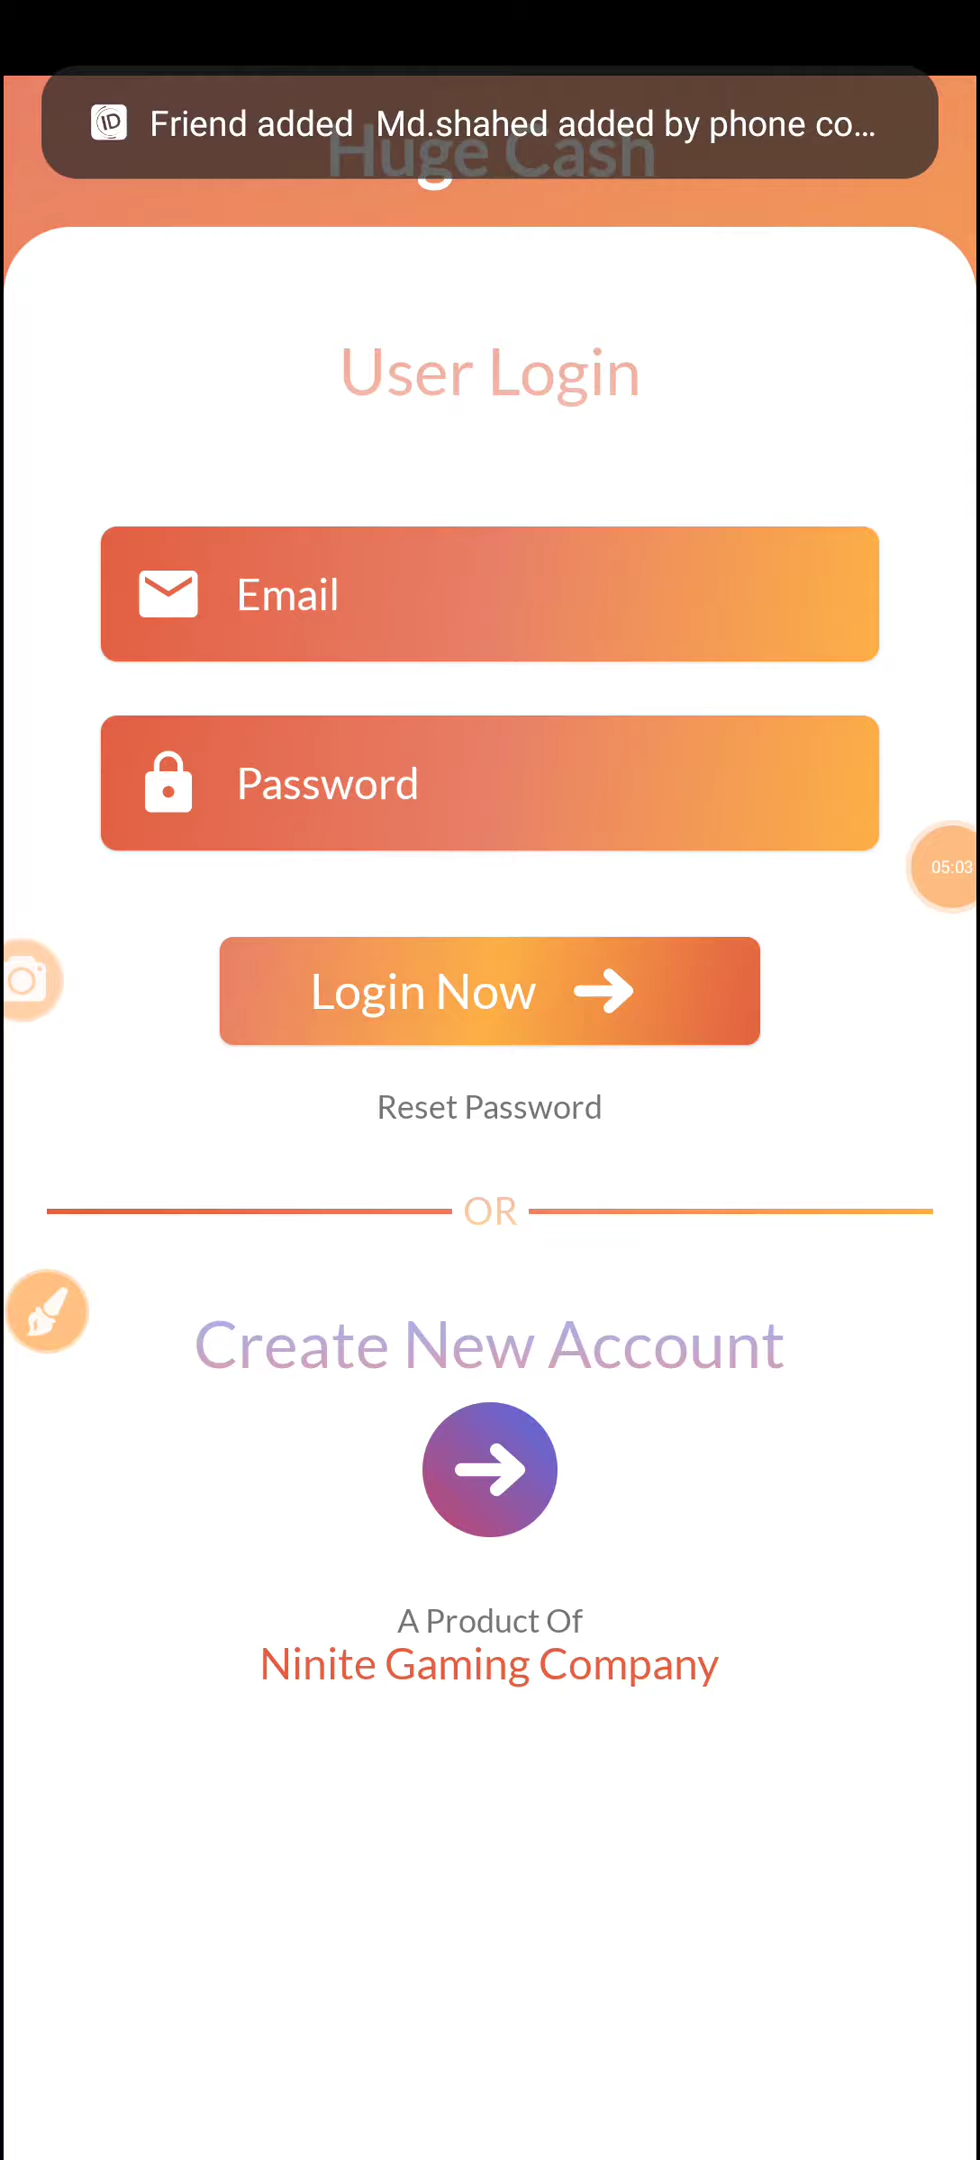 Friend added Md.shahed added by phone co...
Huge Cash
User Login
Email
Password
05:03
Login Now
Reset Password
OR
Create New Account
A Product Of
Ninite Gaming Company